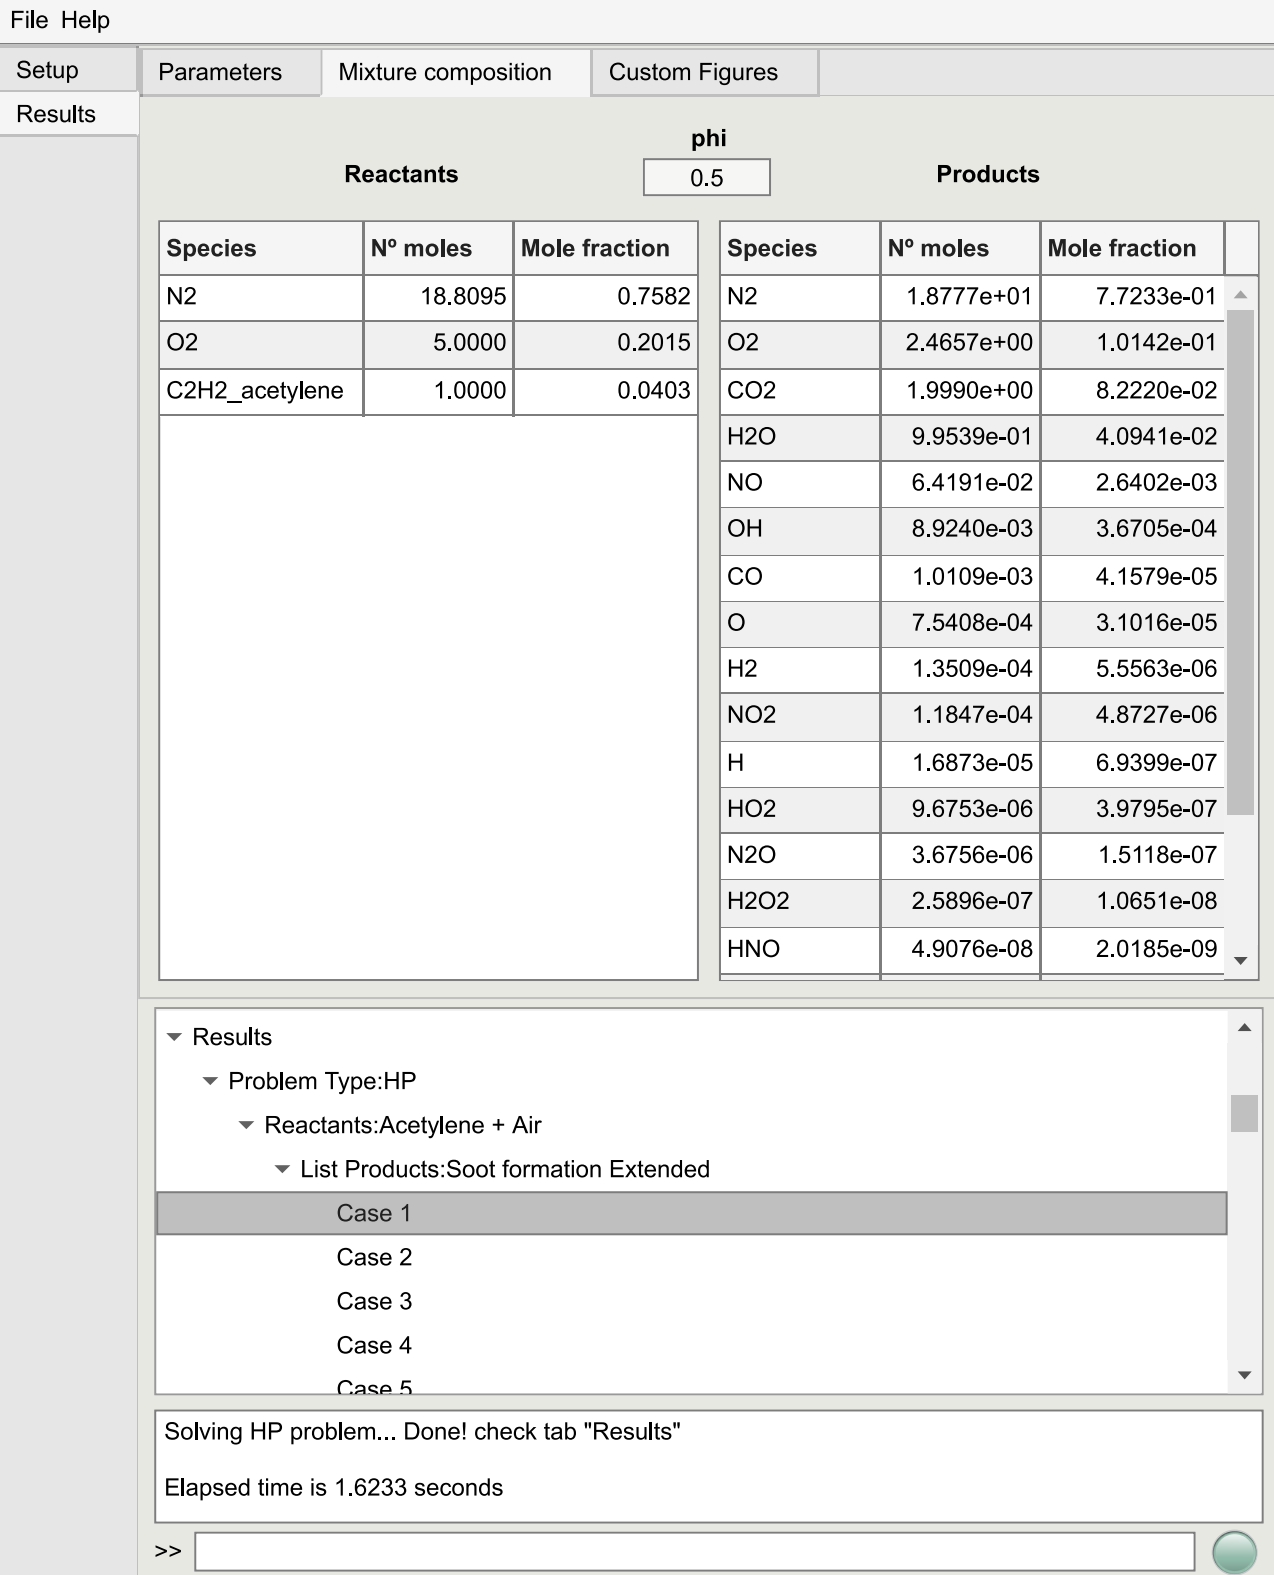 File Help
Setup
Results
Parameters Mixture composition Custom Figures
phi
Reactants 0.5 Products
Species Nº moles Mole fraction
N2 18.8095 0.7582
O2 5.0000 0.2015
C2H2_acetylene 1.0000 0.0403
Species Nº moles Mole fraction
N2 1.8777e+01 7.7233e-01
O2 2.4657e+00 1.0142e-01
CO2 1.9990e+00 8.2220e-02
H2O 9.9539e-01 4.0941e-02
NO 6.4191e-02 2.6402e-03
OH 8.9240e-03 3.6705e-04
CO 1.0109e-03 4.1579e-05
O 7.5408e-04 3.1016e-05
H2 1.3509e-04 5.5563e-06
NO2 1.1847e-04 4.8727e-06
H 1.6873e-05 6.9399e-07
HO2 9.6753e-06 3.9795e-07
N2O 3.6756e-06 1.5118e-07
H2O2 2.5896e-07 1.0651e-08
HNO 4.9076e-08 2.0185e-09
Results
Problem Type:HP
Reactants:Acetylene + Air
List Products:Soot formation Extended
Case 1
Case 2
Case 3
Case 4
Case 5
Solving HP problem... Done! check tab "Results"
Elapsed time is 1.6233 seconds
>>